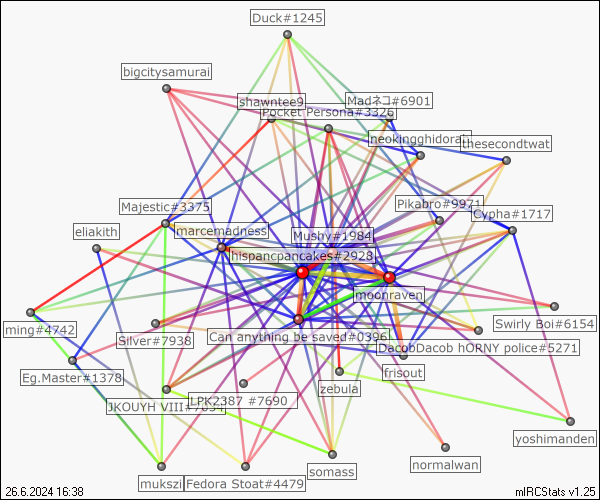 Duck#1245
bigcitysamurai
shawntee9
Madネコ#6901
Pocket Persona#3326
neokingghidorah
thesecondtwat
Majestic#3375
Pikabro#9971
Cypha#1717
eliakith
marcemadness
Mushy#1984
hispanicpancakes#2928
moonraven
ming#4742
Swirly Boi#6154
Silver#7938
Can anything be saved#0396
DacobDacob hORNY police#5271
Eg.Master#1378
zebula
frisout
JKOUYH VIII#7034
LPK2387 #7690
yoshimanden
normalwan
somass
mukszi
Fedora Stoat#4479
26.6.2024 16:38
mIRCStats v1.25